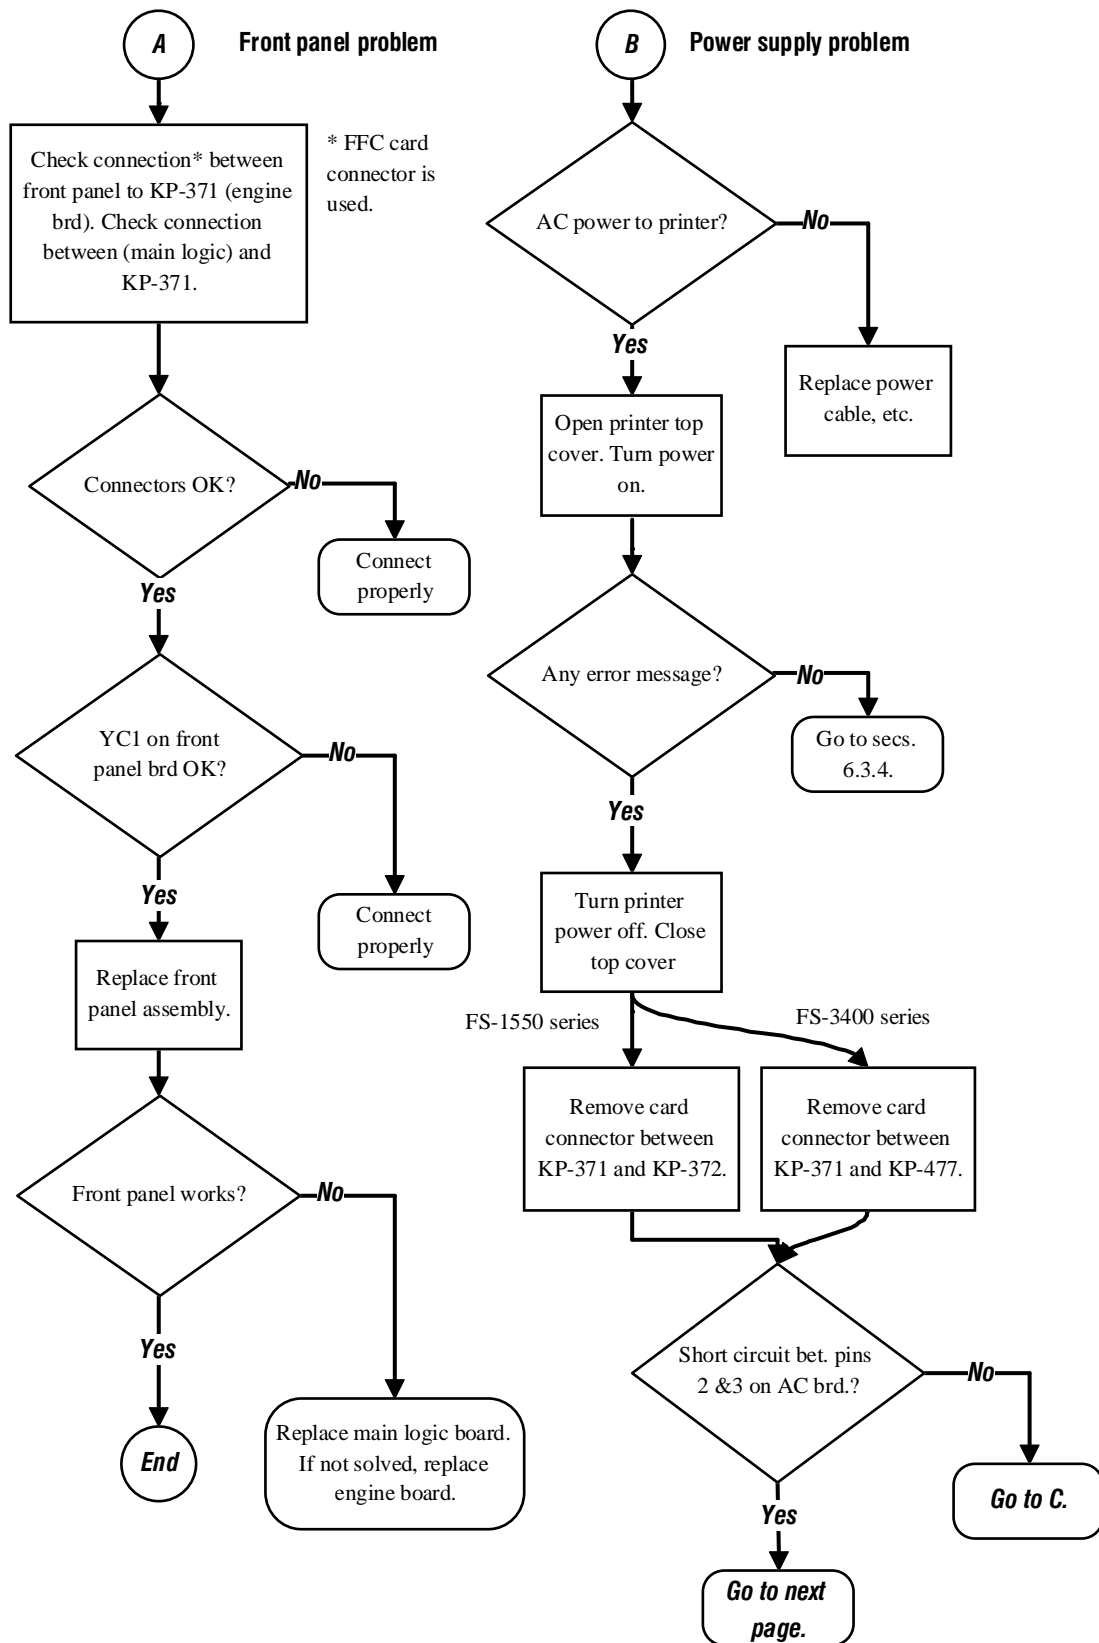 A
Front panel problem
Check connection* between
front panel to KP-371 (engine
brd). Check connection
between (main logic) and
KP-371.
* FFC card
connector is
used.
Connectors OK?
No
Connect
properly
Yes
YC1 on front
panel brd OK?
No
Connect
properly
Yes
Replace front
panel assembly.
Front panel works?
No
Replace main logic board.
If not solved, replace
engine board.
Yes
End
B
Power supply problem
AC power to printer?
No
Replace power
cable, etc.
Yes
Open printer top
cover. Turn power
on.
Any error message?
No
Go to secs.
6.3.4.
Yes
Turn printer
power off. Close
top cover
FS-1550 series
FS-3400 series
Remove card
connector between
KP-371 and KP-372.
Remove card
connector between
KP-371 and KP-477.
Short circuit bet. pins
2 &3 on AC brd.?
No
Go to C.
Yes
Go to next
page.